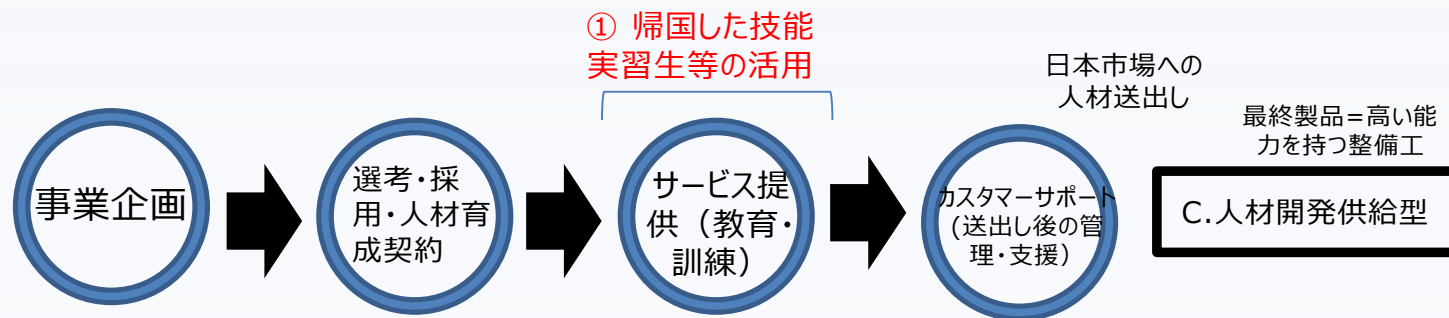 ① 帰国した技能
実習生等の活用
日本市場への
人材送出し
最終製品=高い能
力を持つ整備工
事業企画
選考・採
用・人材育
成契約
サービス提
供（教育・
訓練）
カスタマーサポート
(送出し後の管
理・支援）
C.人材開発供給型